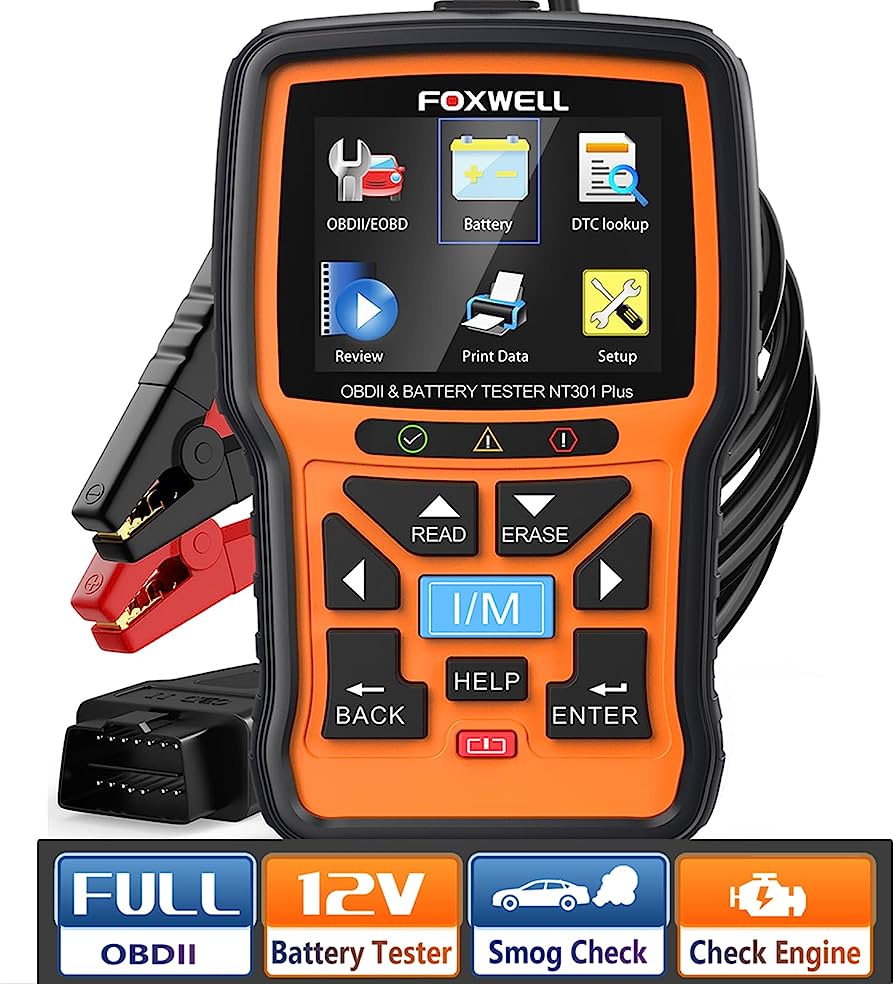 FOXWELL
OBDII/EOBD
Battery
DTC lookup
Review
Print Data
Setup
OBDII & BATTERY TESTER NT301 Plus
READ
ERASE
I/M
HELP
BACK
ENTER
FULL
OBDII
12V
Battery Tester
Smog Check
Check Engine